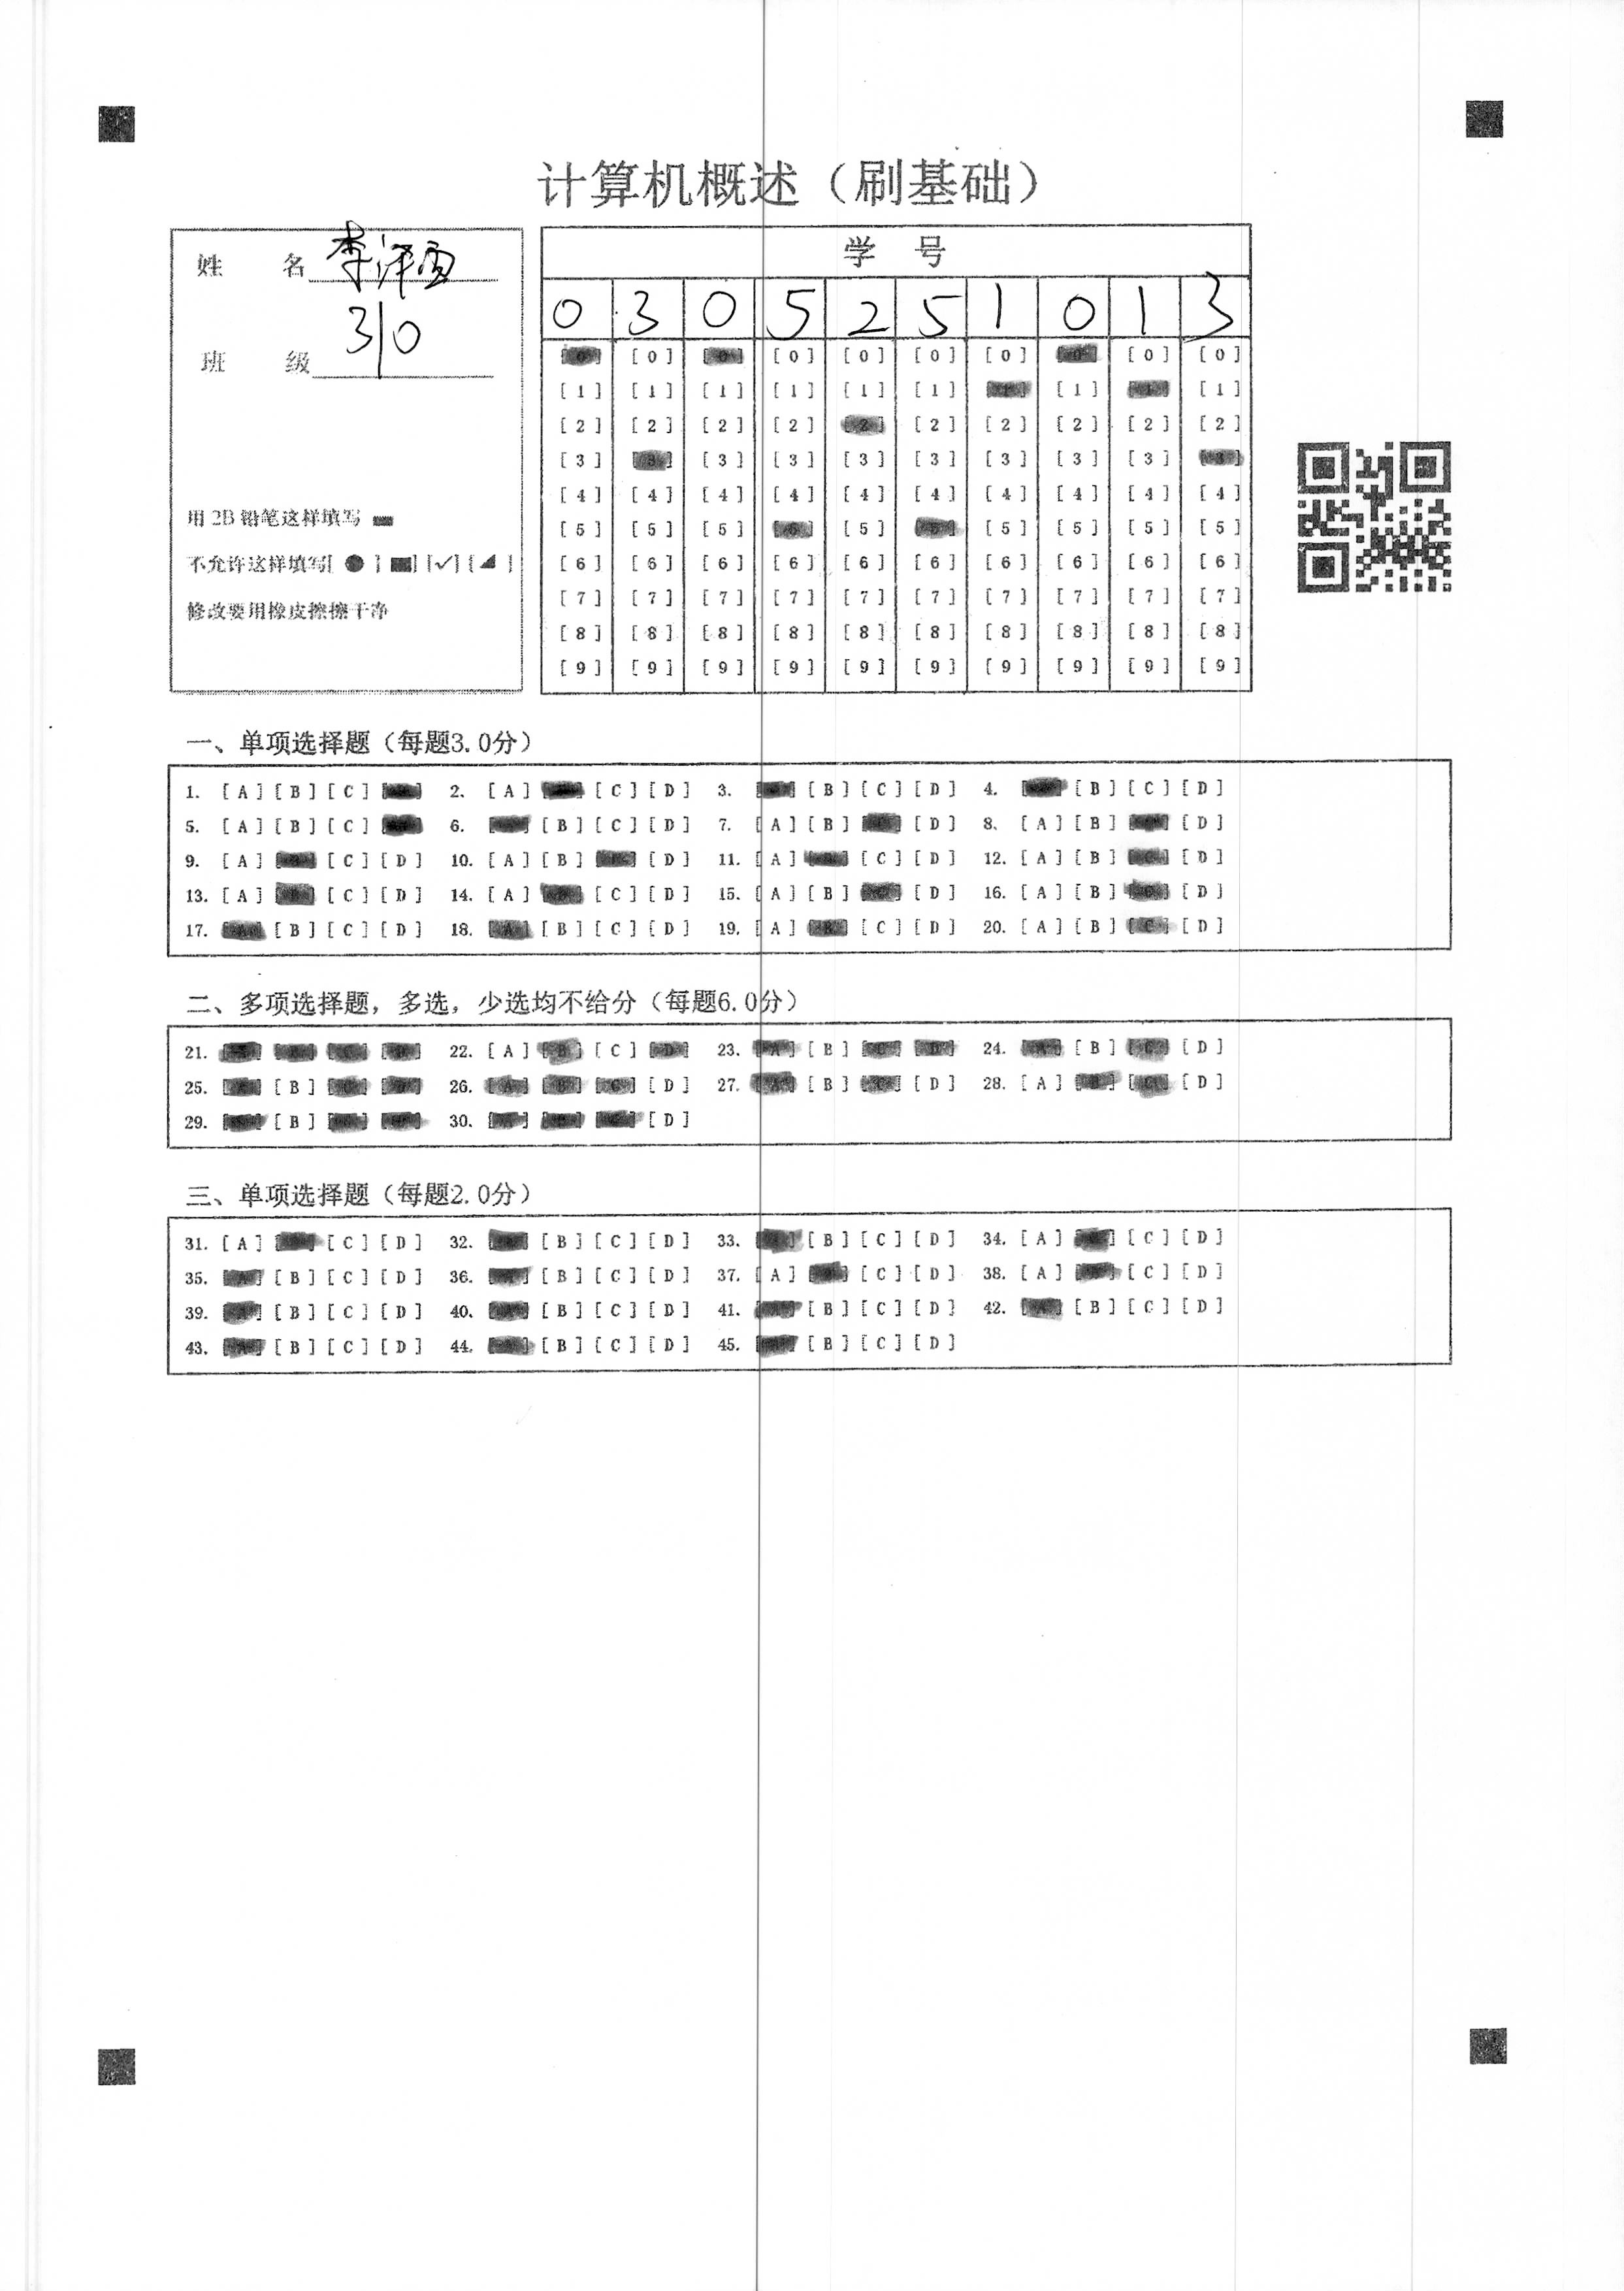 计算机概述（刷基础）
姓 名 李泽雨
班 级 310
用 2B 铅笔这样填写
不允许这样填写[ ● ] [■] [✓] [◢ ]
修改要用橡皮擦擦干净
学 号
0 3 0 5 2 5 1 0 1 3
[0] [0] [0] [0] [0] [0] [0] [0] [0] [0]
[1] [1] [1] [1] [1] [1] [1] [1] [1] [1]
[2] [2] [2] [2] [2] [2] [2] [2] [2] [2]
[3] [3] [3] [3] [3] [3] [3] [3] [3] [3]
[4] [4] [4] [4] [4] [4] [4] [4] [4] [4]
[5] [5] [5] [5] [5] [5] [5] [5] [5] [5]
[6] [6] [6] [6] [6] [6] [6] [6] [6] [6]
[7] [7] [7] [7] [7] [7] [7] [7] [7] [7]
[8] [8] [8] [8] [8] [8] [8] [8] [8] [8]
[9] [9] [9] [9] [9] [9] [9] [9] [9] [9]
一、单项选择题（每题3.0分）
1. [A] [B] [C] 2. [A] [C] [D] 3. [B] [C] [D] 4. [B] [C] [D]
5. [A] [B] [C] 6. [B] [C] [D] 7. [A] [B] [D] 8. [A] [B] [D]
9. [A] [C] [D] 10. [A] [B] [D] 11. [A] [C] [D] 12. [A] [B] [C] [D]
13. [A] [B] [C] [D] 14. [A] [C] [D] 15. [A] [B] [D] 16. [A] [B] [D]
17. [A] [B] [C] [D] 18. [A] [B] [C] [D] 19. [A] [B] [C] [D] 20. [A] [B] [C] [D]
二、多项选择题，多选，少选均不给分（每题6.0分）
21. 22. [A] [B] [C] [D] 23. [A] [B] [C] [D] 24. [A] [B] [C] [D]
25. [A] [B] [C] [D] 26. [A] [B] [C] [D] 27. [A] [B] [C] [D] 28. [A] [B] [C] [D]
29. [B] 30. [D]
三、单项选择题（每题2.0分）
31. [A] [C] [D] 32. [B] [C] [D] 33. [B] [C] [D] 34. [A] [C] [D]
35. [A] [B] [C] [D] 36. [B] [C] [D] 37. [A] [C] [D] 38. [A] [C] [D]
39. [A] [B] [C] [D] 40. [B] [C] [D] 41. [B] [C] [D] 42. [A] [B] [C] [D]
43. [A] [B] [C] [D] 44. [B] [C] [D] 45. [B] [C] [D]